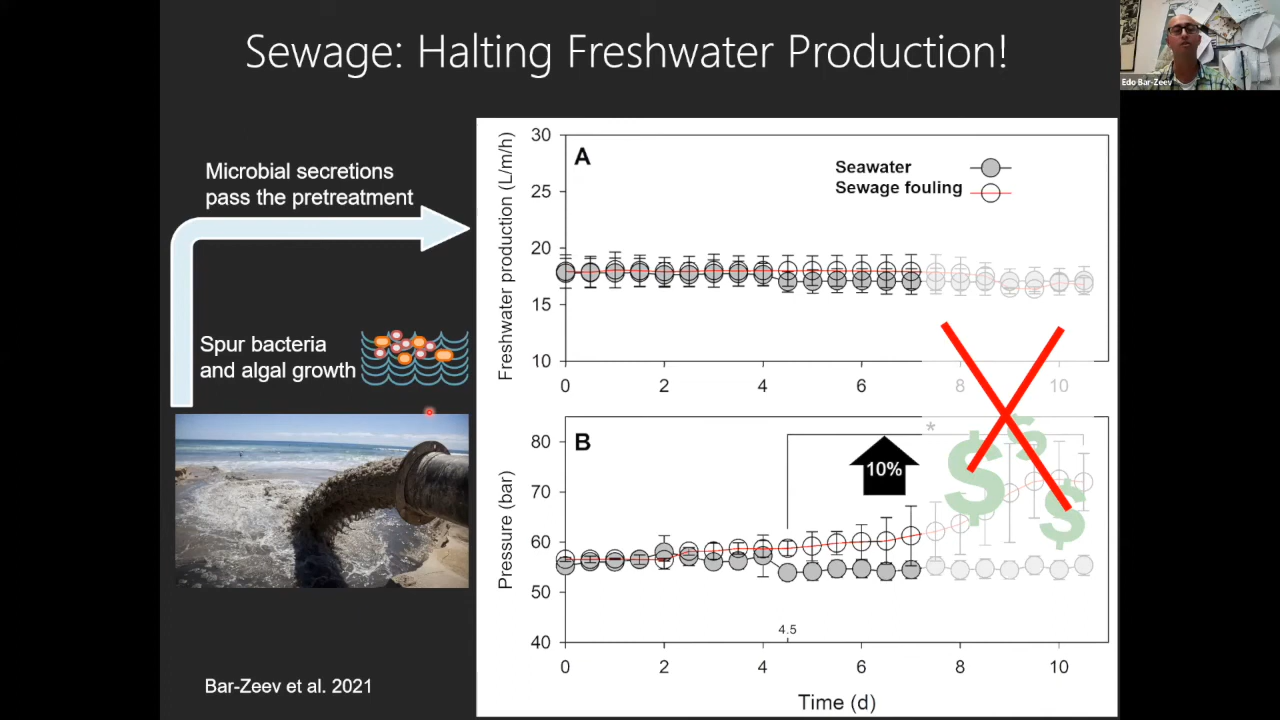 Sewage: Halting Freshwater Production!
Edo Bar-Zeev
Microbial secretions
pass the pretreatment
Spur bacteria
and algal growth
Bar-Zeev et al. 2021
A
Seawater
Sewage fouling
Freshwater production (L/m/h)
30
25
20
15
10
0 2 4 6 8 10
B
*
10%
$ $ $
Pressure (bar)
80
70
60
50
40
4.5
0 2 4 6 8 10
Time (d)